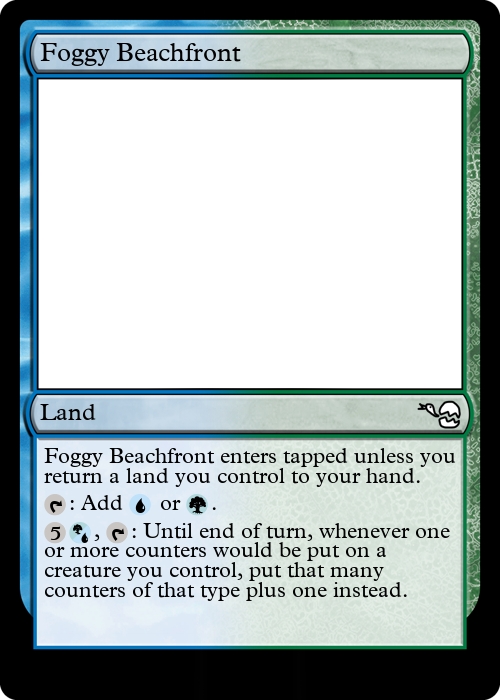 Foggy Beachfront
Land
Foggy Beachfront enters tapped unless you
return a land you control to your hand.
: Add or .
5 , : Until end of turn, whenever one
or more counters would be put on a
creature you control, put that many
counters of that type plus one instead.